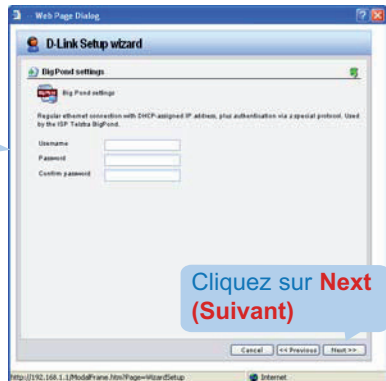 Web Page Dialog
D-Link Setup wizard
BigPond settings
Big Pond settings
Regular ethernet connection with DHCP-assigned IP address, plus authentication via a special protocol. Used
by the ISP Telstra BigPond.
Username
Password
Confirm password
Cliquez sur Next
(Suivant)
Cancel << Previous Next >>
http://192.168.1.1/ModalFrame.htm?Page=WizardSetup Internet